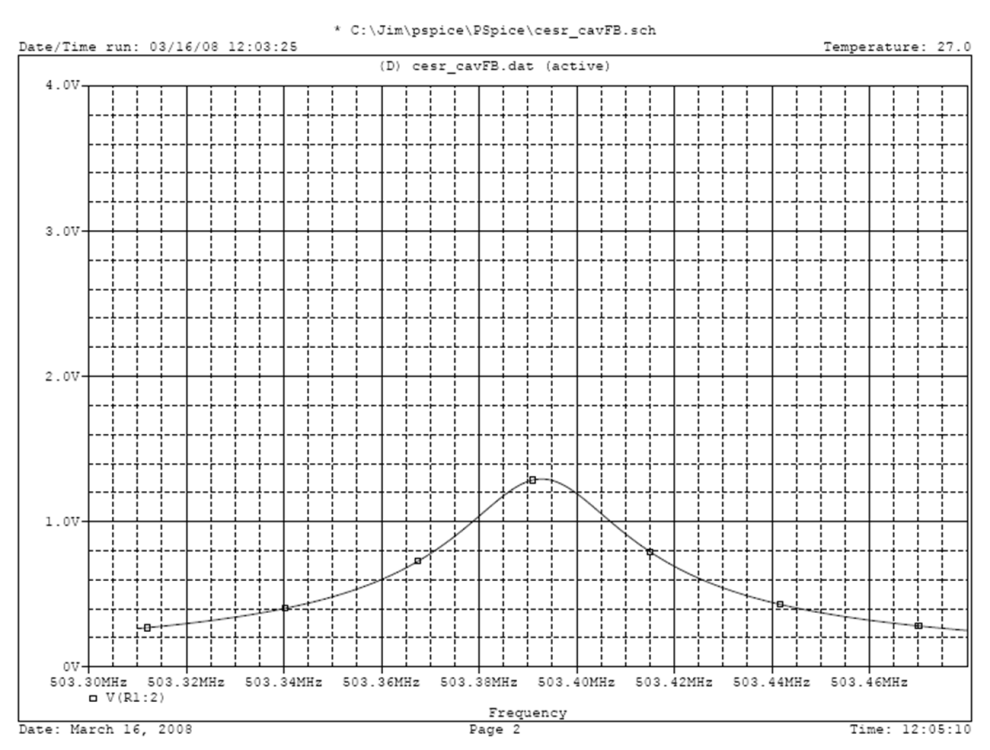 * C:\Jim\pspice\PSpice\cesr_cavFB.sch
Date/Time run: 03/16/08 12:03:25 Temperature: 27.0
(D) cesr_cavFB.dat (active)
4.0V
3.0V
2.0V
1.0V
0V
503.30MHz 503.32MHz 503.34MHz 503.36MHz 503.38MHz 503.40MHz 503.42MHz 503.44MHz 503.46MHz
V(R1:2)
Frequency
Date: March 16, 2008 Page 2 Time: 12:05:10